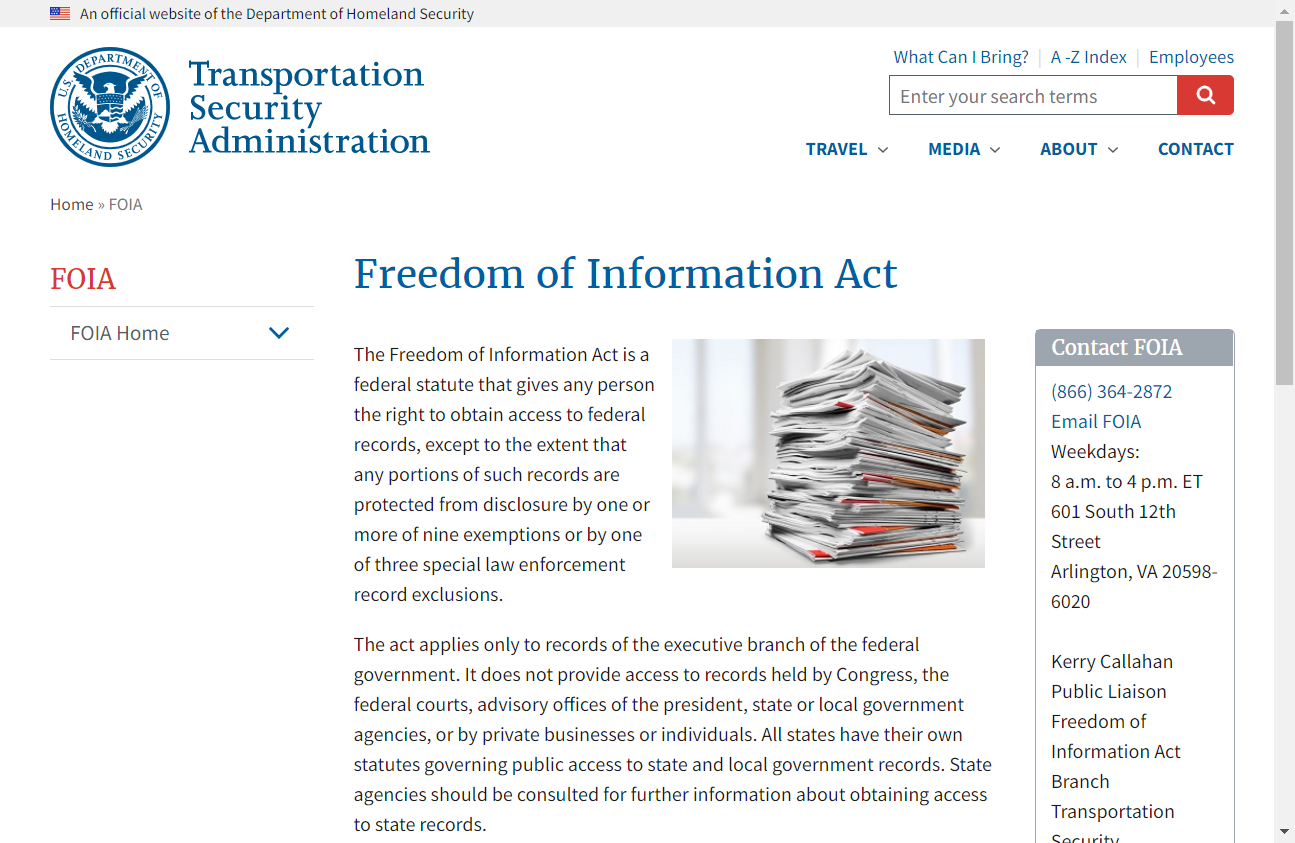 An official website of the Department of Homeland Security
U.S. DEPARTMENT OF HOMELAND SECURITY
Transportation
Security
Administration
What Can I Bring?
A -Z Index
Employees
Enter your search terms
TRAVEL
MEDIA
ABOUT
CONTACT
Home » FOIA
FOIA
FOIA Home
Freedom of Information Act
The Freedom of Information Act is a
federal statute that gives any person
the right to obtain access to federal
records, except to the extent that
any portions of such records are
protected from disclosure by one or
more of nine exemptions or by one
of three special law enforcement
record exclusions.
The act applies only to records of the executive branch of the federal
government. It does not provide access to records held by Congress, the
federal courts, advisory offices of the president, state or local government
agencies, or by private businesses or individuals. All states have their own
statutes governing public access to state and local government records. State
agencies should be consulted for further information about obtaining access
to state records.
Contact FOIA
(866) 364-2872
Email FOIA
Weekdays:
8 a.m. to 4 p.m. ET
601 South 12th
Street
Arlington, VA 20598-
6020
Kerry Callahan
Public Liaison
Freedom of
Information Act
Branch
Transportation
Security